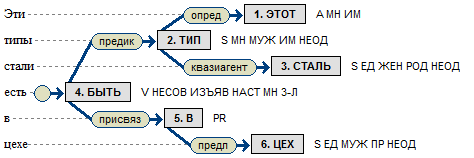 Эти опред 1. ЭТОТ A МН ИМ
типы предик 2. ТИП S МН МУЖ ИМ НЕОД
стали квазиагент 3. СТАЛЬ S ЕД ЖЕН РОД НЕОД
есть 4. БЫТЬ V НЕСОВ ИЗЪЯВ НАСТ МН 3-Л
в присвяз 5. В PR
цехе предл 6. ЦЕХ S ЕД МУЖ ПР НЕОД